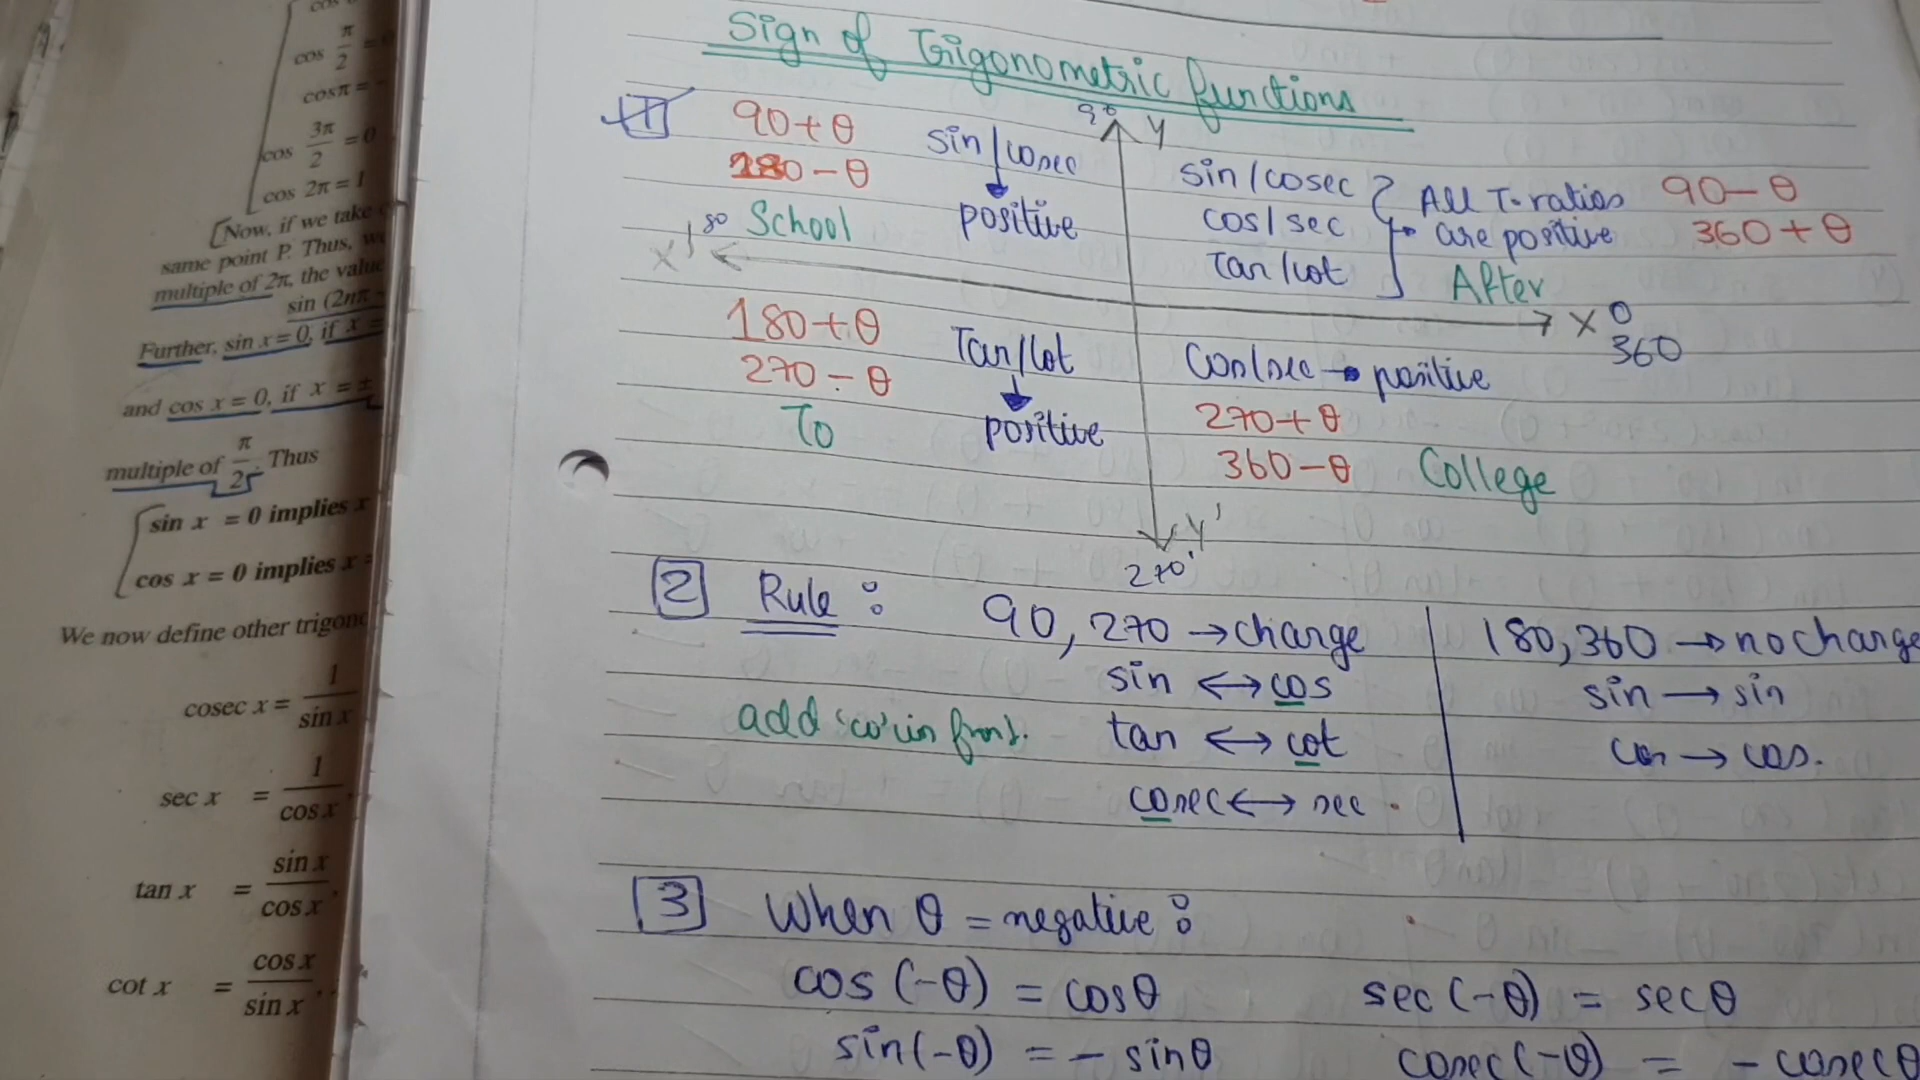 cos
cos π/2 =
cosπ =
cos 3π/2 = 0
cos 2π = 1
[Now, if we take
same point P. Thus,
multiple of 2π, the value
sin (2nπ
Further, sin x = 0, if x =
and cos x = 0, if x = ±
multiple of π/2. Thus
sin x = 0 implies x
cos x = 0 implies x =
We now define other trigono
cosec x = 1/sin x
sec x = 1/cos x
tan x = sin x/cos x.
cot x = cos x/sin x.
Sign of Trigonometric functions
1 90+θ
180-θ
School
sin/cosec
positive
90 Y
sin/cosec
cos/sec
Tan/cot
All T-ratios
are positive
After
90-θ
360+θ
X'
X 0
360
180+θ
270-θ
To
Tan/Cot
positive
Cos/sec → positive
270+θ
360-θ College
Y'
270
2 Rule : 90, 270 → change
sin ↔ cos
add 'co' in front. tan ↔ cot
cosec ↔ sec.
180, 360 → no change
sin → sin
cos → cos.
3 When θ = negative :
cos (-θ) = cosθ sec (-θ) = secθ
sin (-θ) = - sinθ cosec (-θ) = - cosecθ